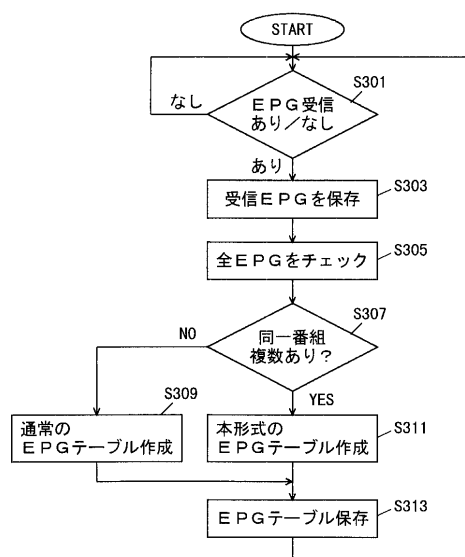 START
S301
EPG受信
あり／なし
なし
あり
S303
受信EPGを保存
S305
全EPGをチェック
S307
同一番組
複数あり？
NO
YES
S309
通常の
EPGテーブル作成
S311
本形式の
EPGテーブル作成
S313
EPGテーブル保存